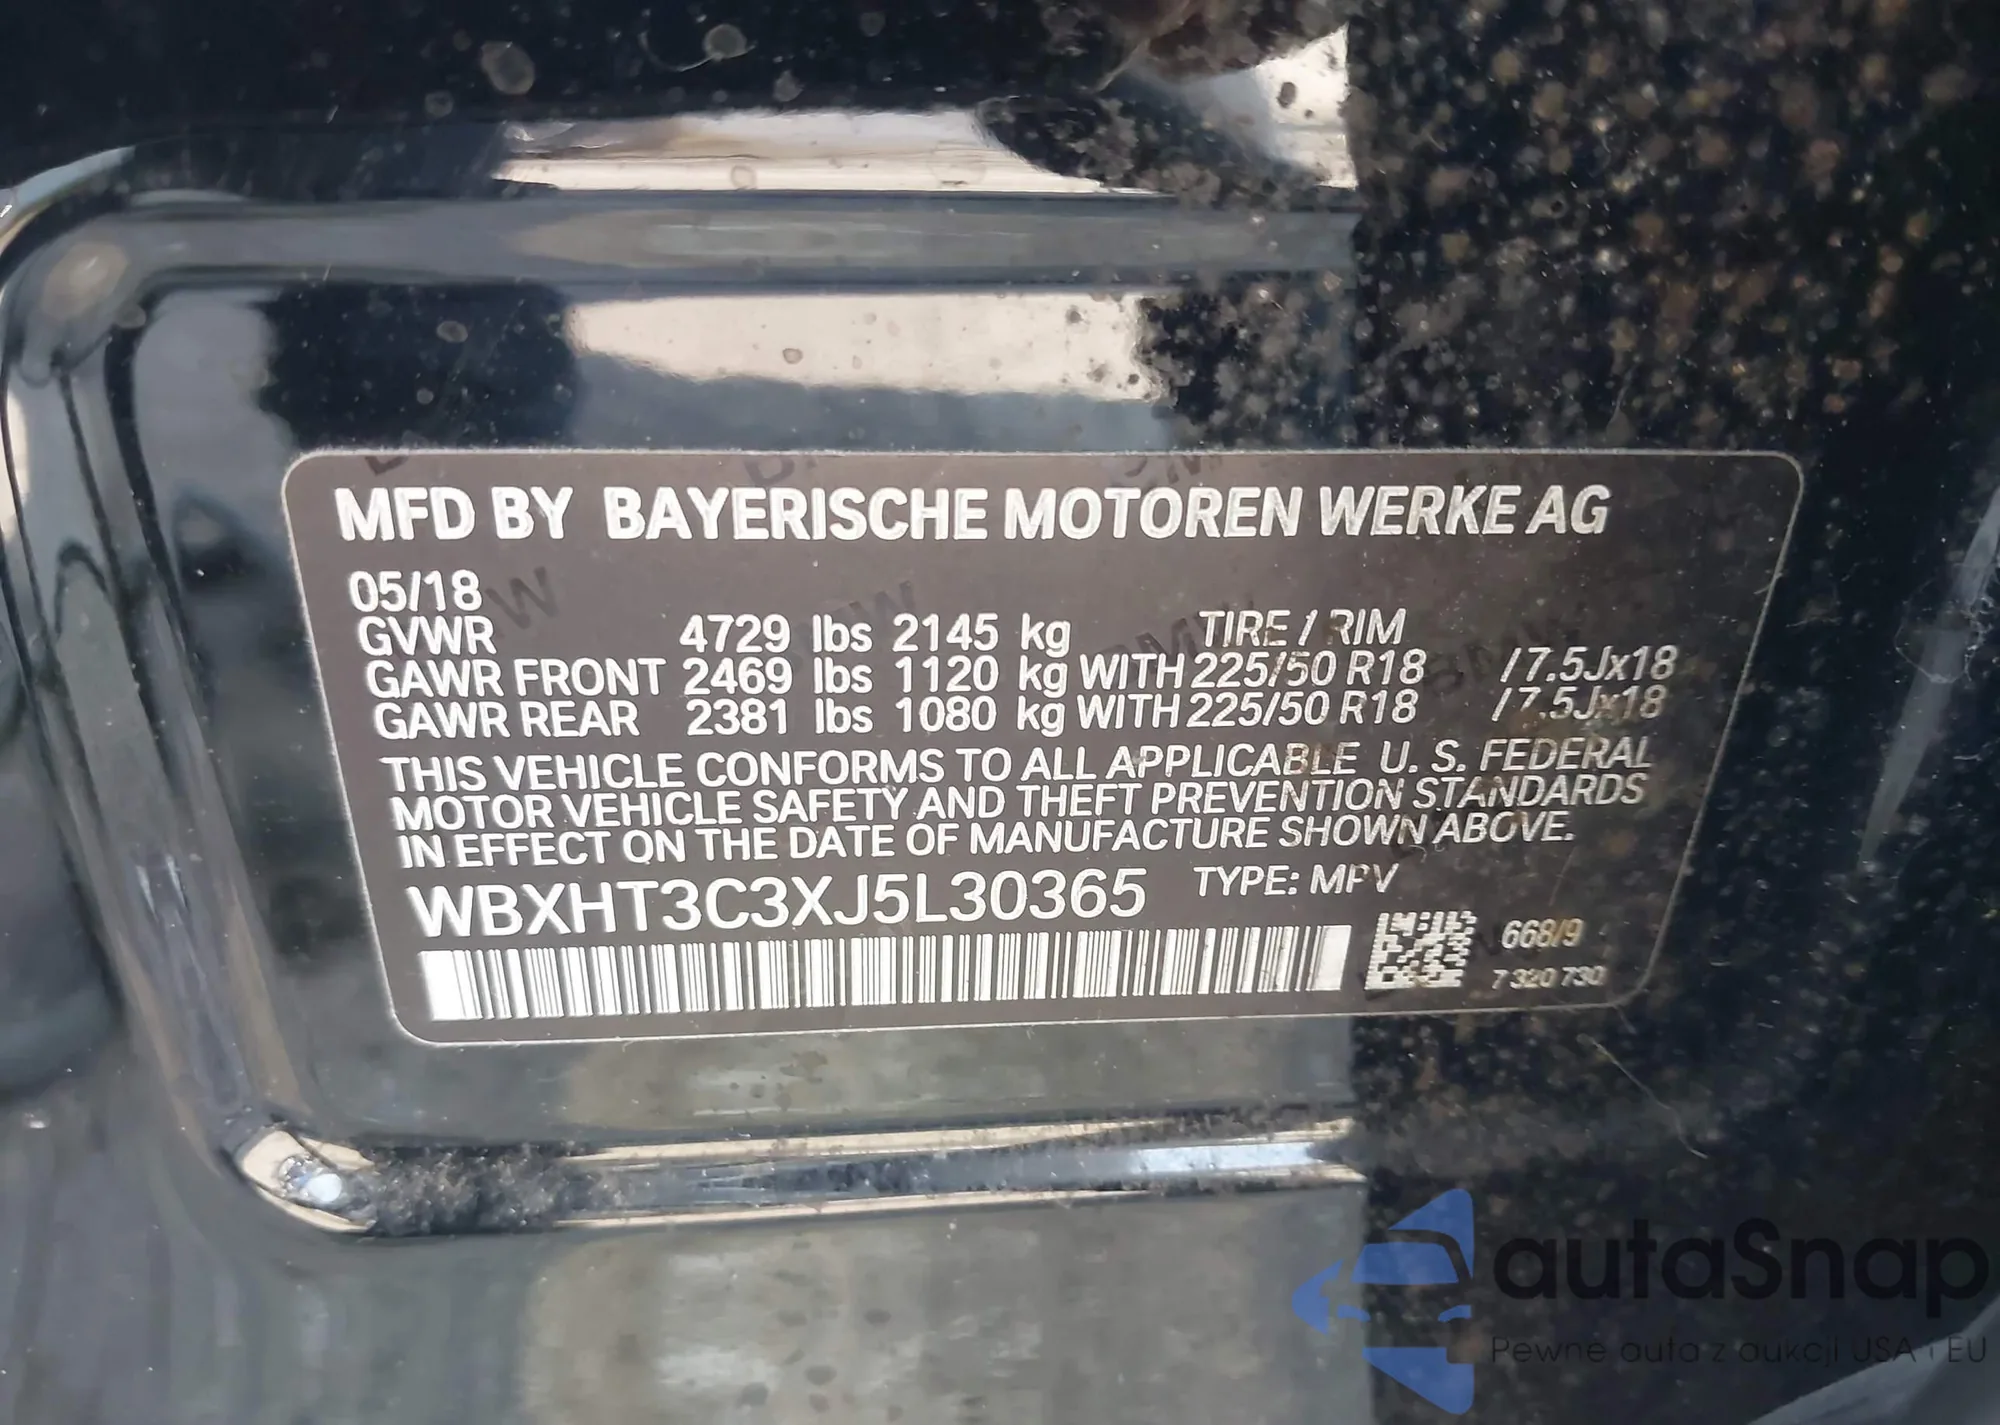 MFD BY BAYERISCHE MOTOREN WERKE AG
05/18
GVWR 4729 lbs 2145 kg TIRE / RIM
GAWR FRONT 2469 lbs 1120 kg WITH 225/50 R18 /7.5Jx18
GAWR REAR 2381 lbs 1080 kg WITH 225/50 R18 /7.5Jx18
THIS VEHICLE CONFORMS TO ALL APPLICABLE U. S. FEDERAL
MOTOR VEHICLE SAFETY AND THEFT PREVENTION STANDARDS
IN EFFECT ON THE DATE OF MANUFACTURE SHOWN ABOVE.
WBXHT3C3XJ5L30365 TYPE: MPV
668/9
7 320 730
autaSnap
Pewne auta z aukcji USA i EU